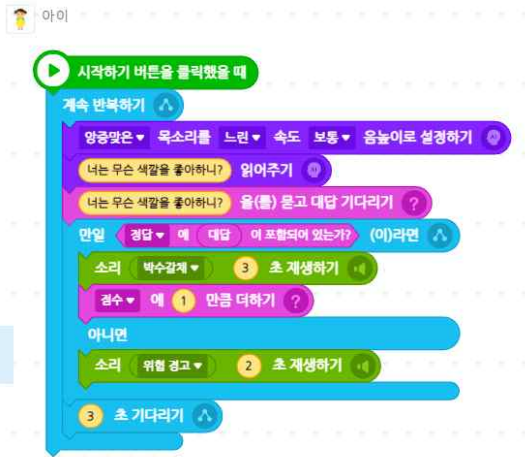 아이
시작하기 버튼을 클릭했을 때
계속 반복하기
앙증맞은 목소리를 느린 속도 보통 음높이로 설정하기
너는 무슨 색깔을 좋아하니? 읽어주기
너는 무슨 색깔을 좋아하니? 을(를) 묻고 대답 기다리기 ?
만일 정답 에 대답 이 포함되어 있는가? (이)라면
소리 박수갈채 3 초 재생하기
점수 에 1 만큼 더하기 ?
아니면
소리 위험 경고 2 초 재생하기
3 초 기다리기